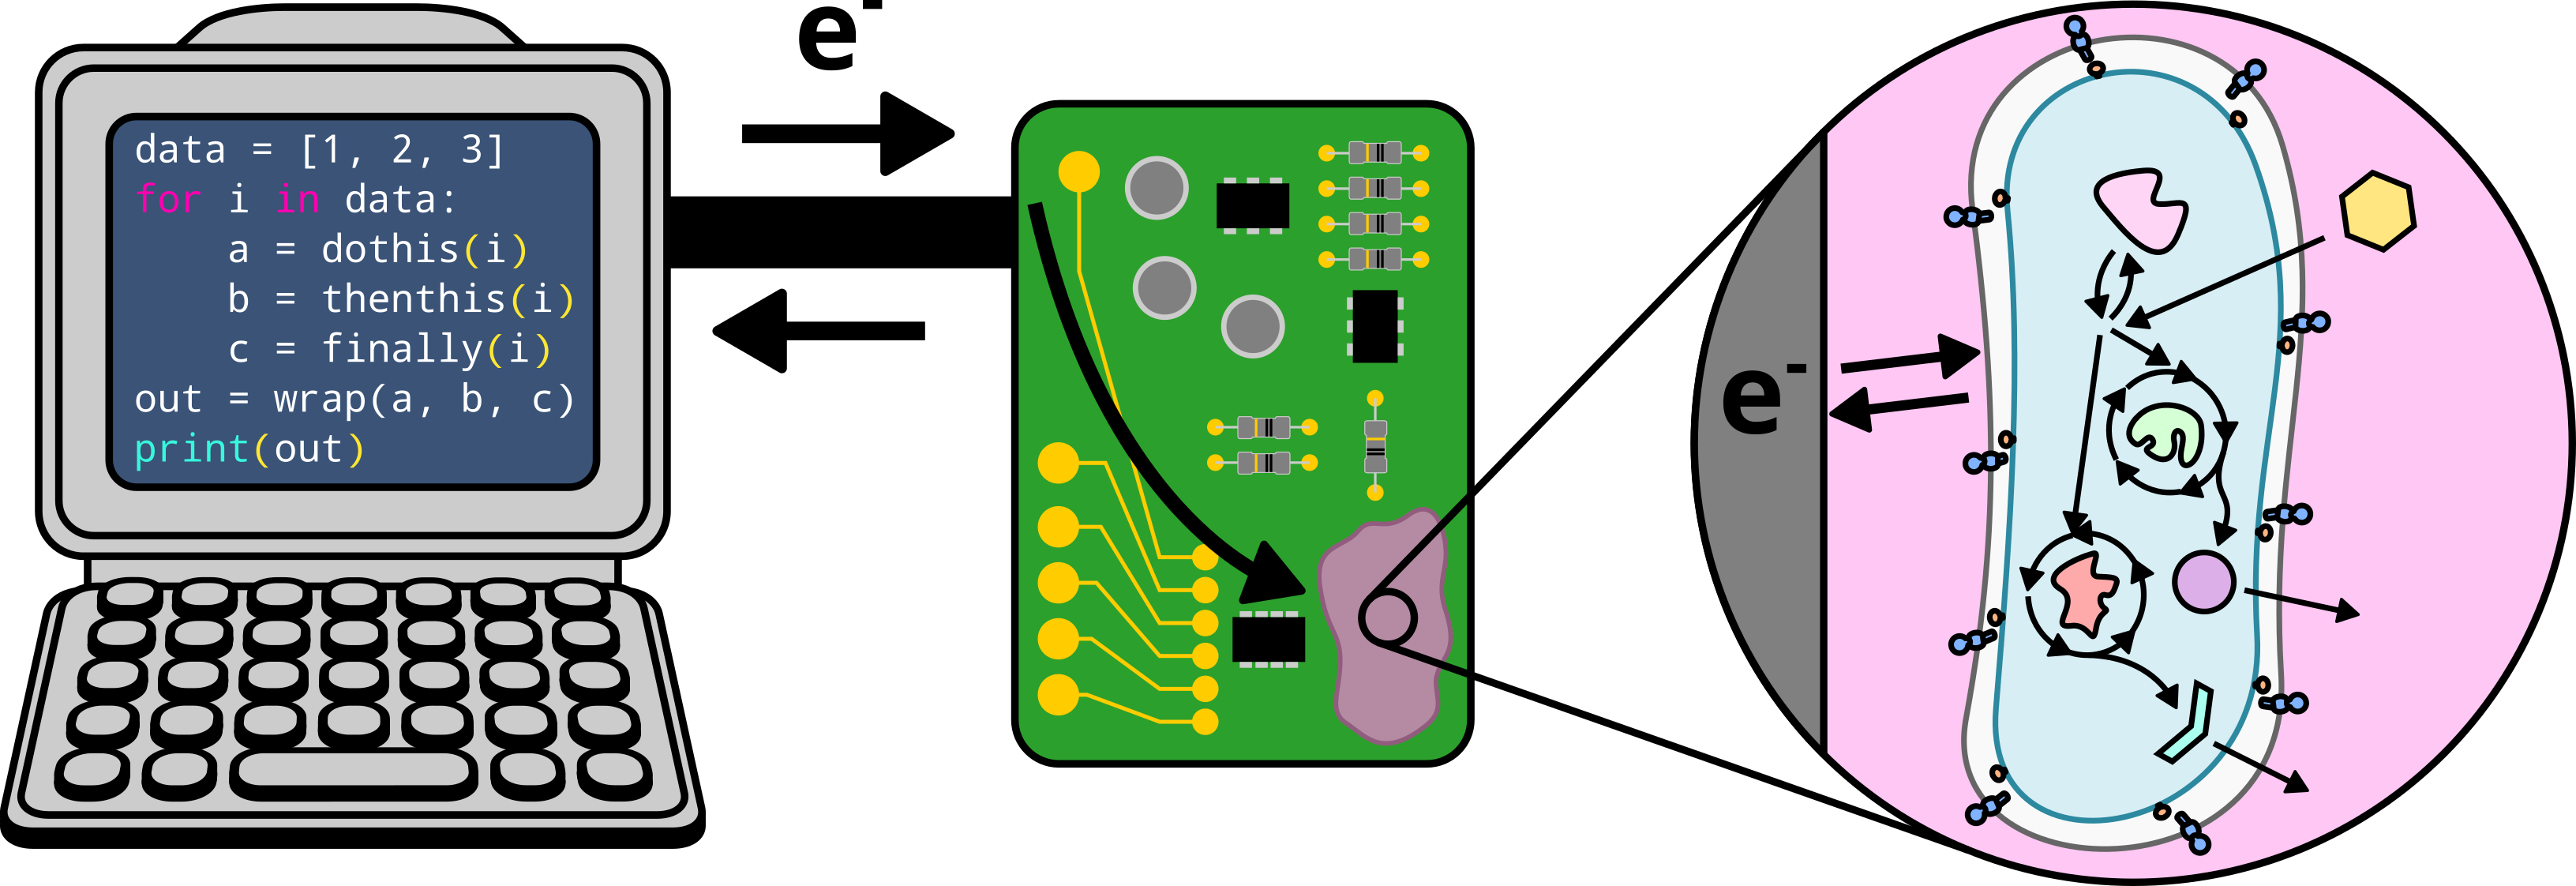 e-
data = [1, 2, 3]
for i in data:
    a = dothis(i)
    b = thenthis(i)
    c = finally(i)
out = wrap(a, b, c)
print(out)
e-